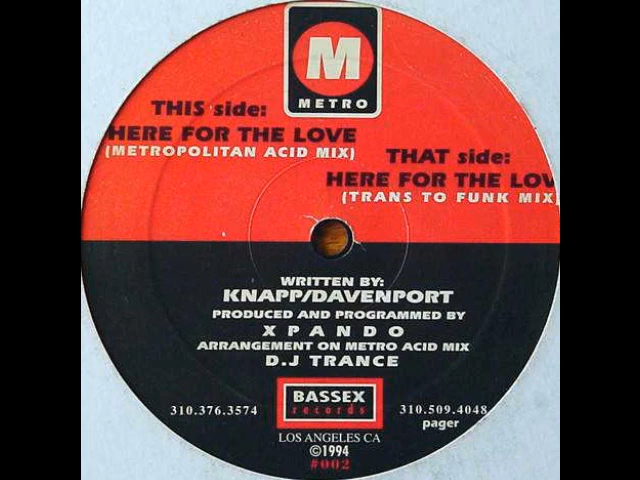 M
METRO
THIS side:
HERE FOR THE LOVE
(METROPOLITAN ACID MIX)
THAT side:
HERE FOR THE LOV
(TRANS TO FUNK MIX)
WRITTEN BY:
KNAPP/DAVENPORT
PRODUCED AND PROGRAMMED BY
XPANDO
ARRANGEMENT ON METRO ACID MIX
D.J TRANCE
BASSEX
records
310.376.3574
310.509.4048
pager
LOS ANGELES CA
©1994
#002